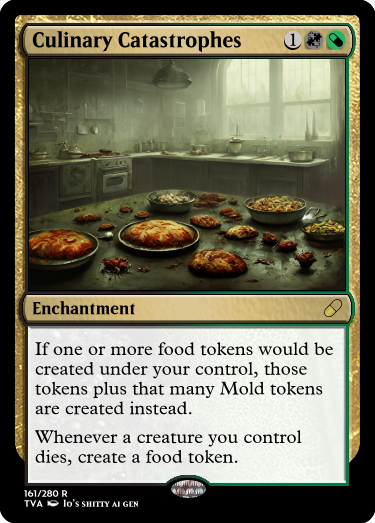 Culinary Catastrophes 1
Enchantment
If one or more food tokens would be
created under your control, those
tokens plus that many Mold tokens
are created instead.
Whenever a creature you control
dies, create a food token.
161/280 R
TVA Io's shitty ai gen